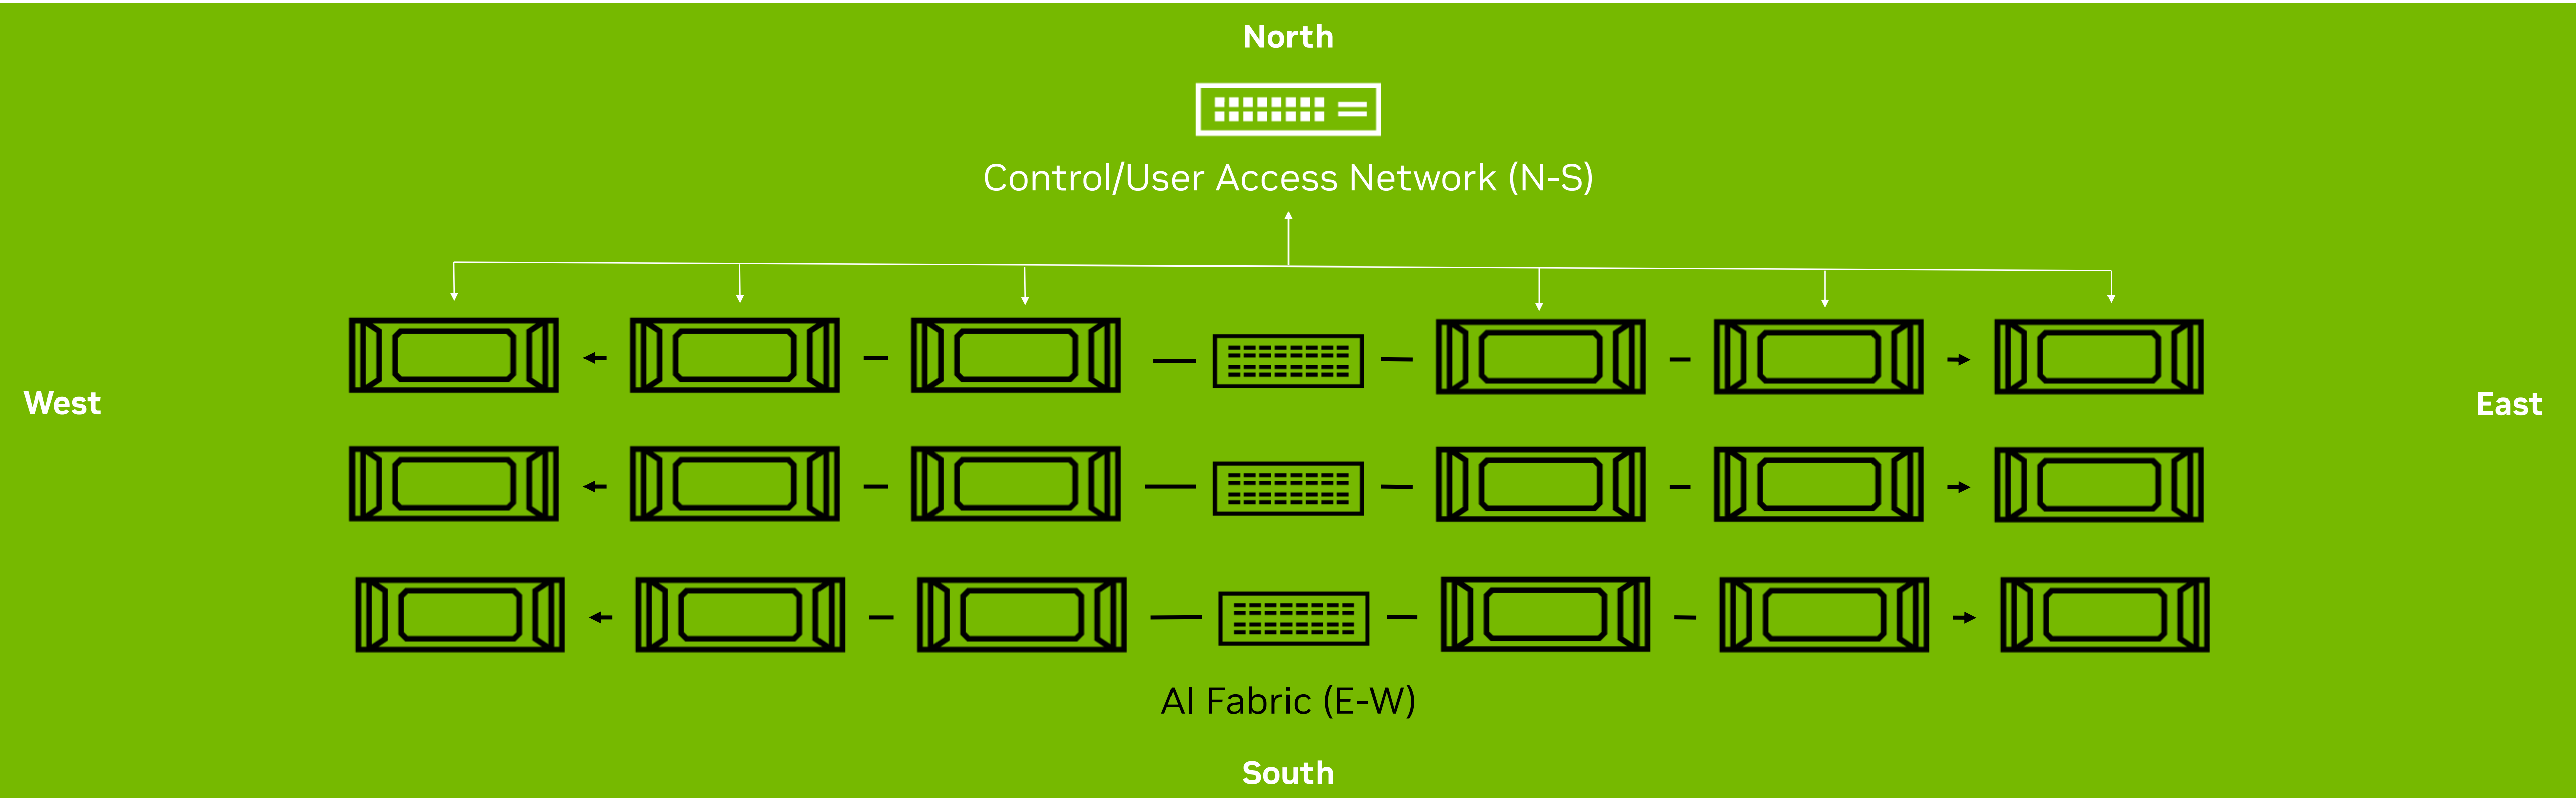 North
Control/User Access Network (N-S)
West
East
AI Fabric (E-W)
South